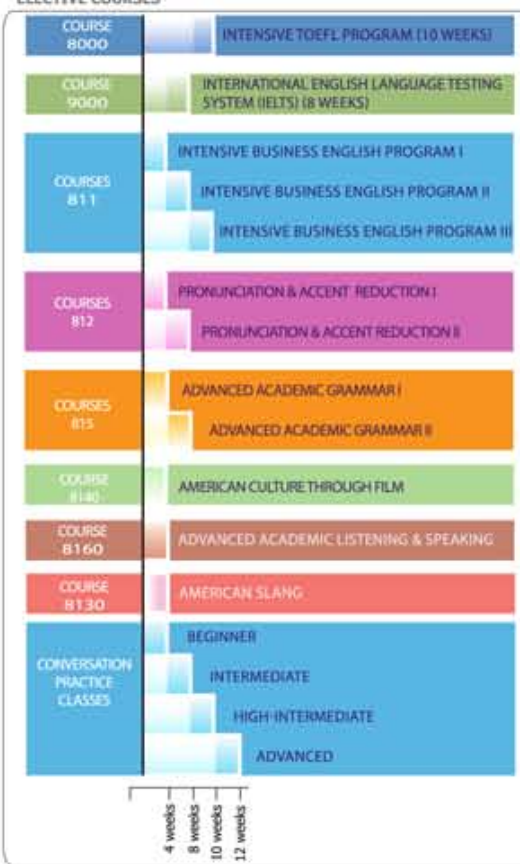 ELECTIVE COURSES
COURSE
8000
INTENSIVE TOEFL PROGRAM (10 WEEKS)
COURSE
9000
INTERNATIONAL ENGLISH LANGUAGE TESTING
SYSTEM (IELTS) (8 WEEKS)
COURSES
811
INTENSIVE BUSINESS ENGLISH PROGRAM I
INTENSIVE BUSINESS ENGLISH PROGRAM II
INTENSIVE BUSINESS ENGLISH PROGRAM III
COURSES
812
PRONUNCIATION & ACCENT REDUCTION I
PRONUNCIATION & ACCENT REDUCTION II
COURSES
815
ADVANCED ACADEMIC GRAMMAR I
ADVANCED ACADEMIC GRAMMAR II
COURSE
8140
AMERICAN CULTURE THROUGH FILM
COURSE
8160
ADVANCED ACADEMIC LISTENING & SPEAKING
COURSE
8130
AMERICAN SLANG
CONVERSATION
PRACTICE
CLASSES
BEGINNER
INTERMEDIATE
HIGH-INTERMEDIATE
ADVANCED
4 weeks
8 weeks
10 weeks
12 weeks